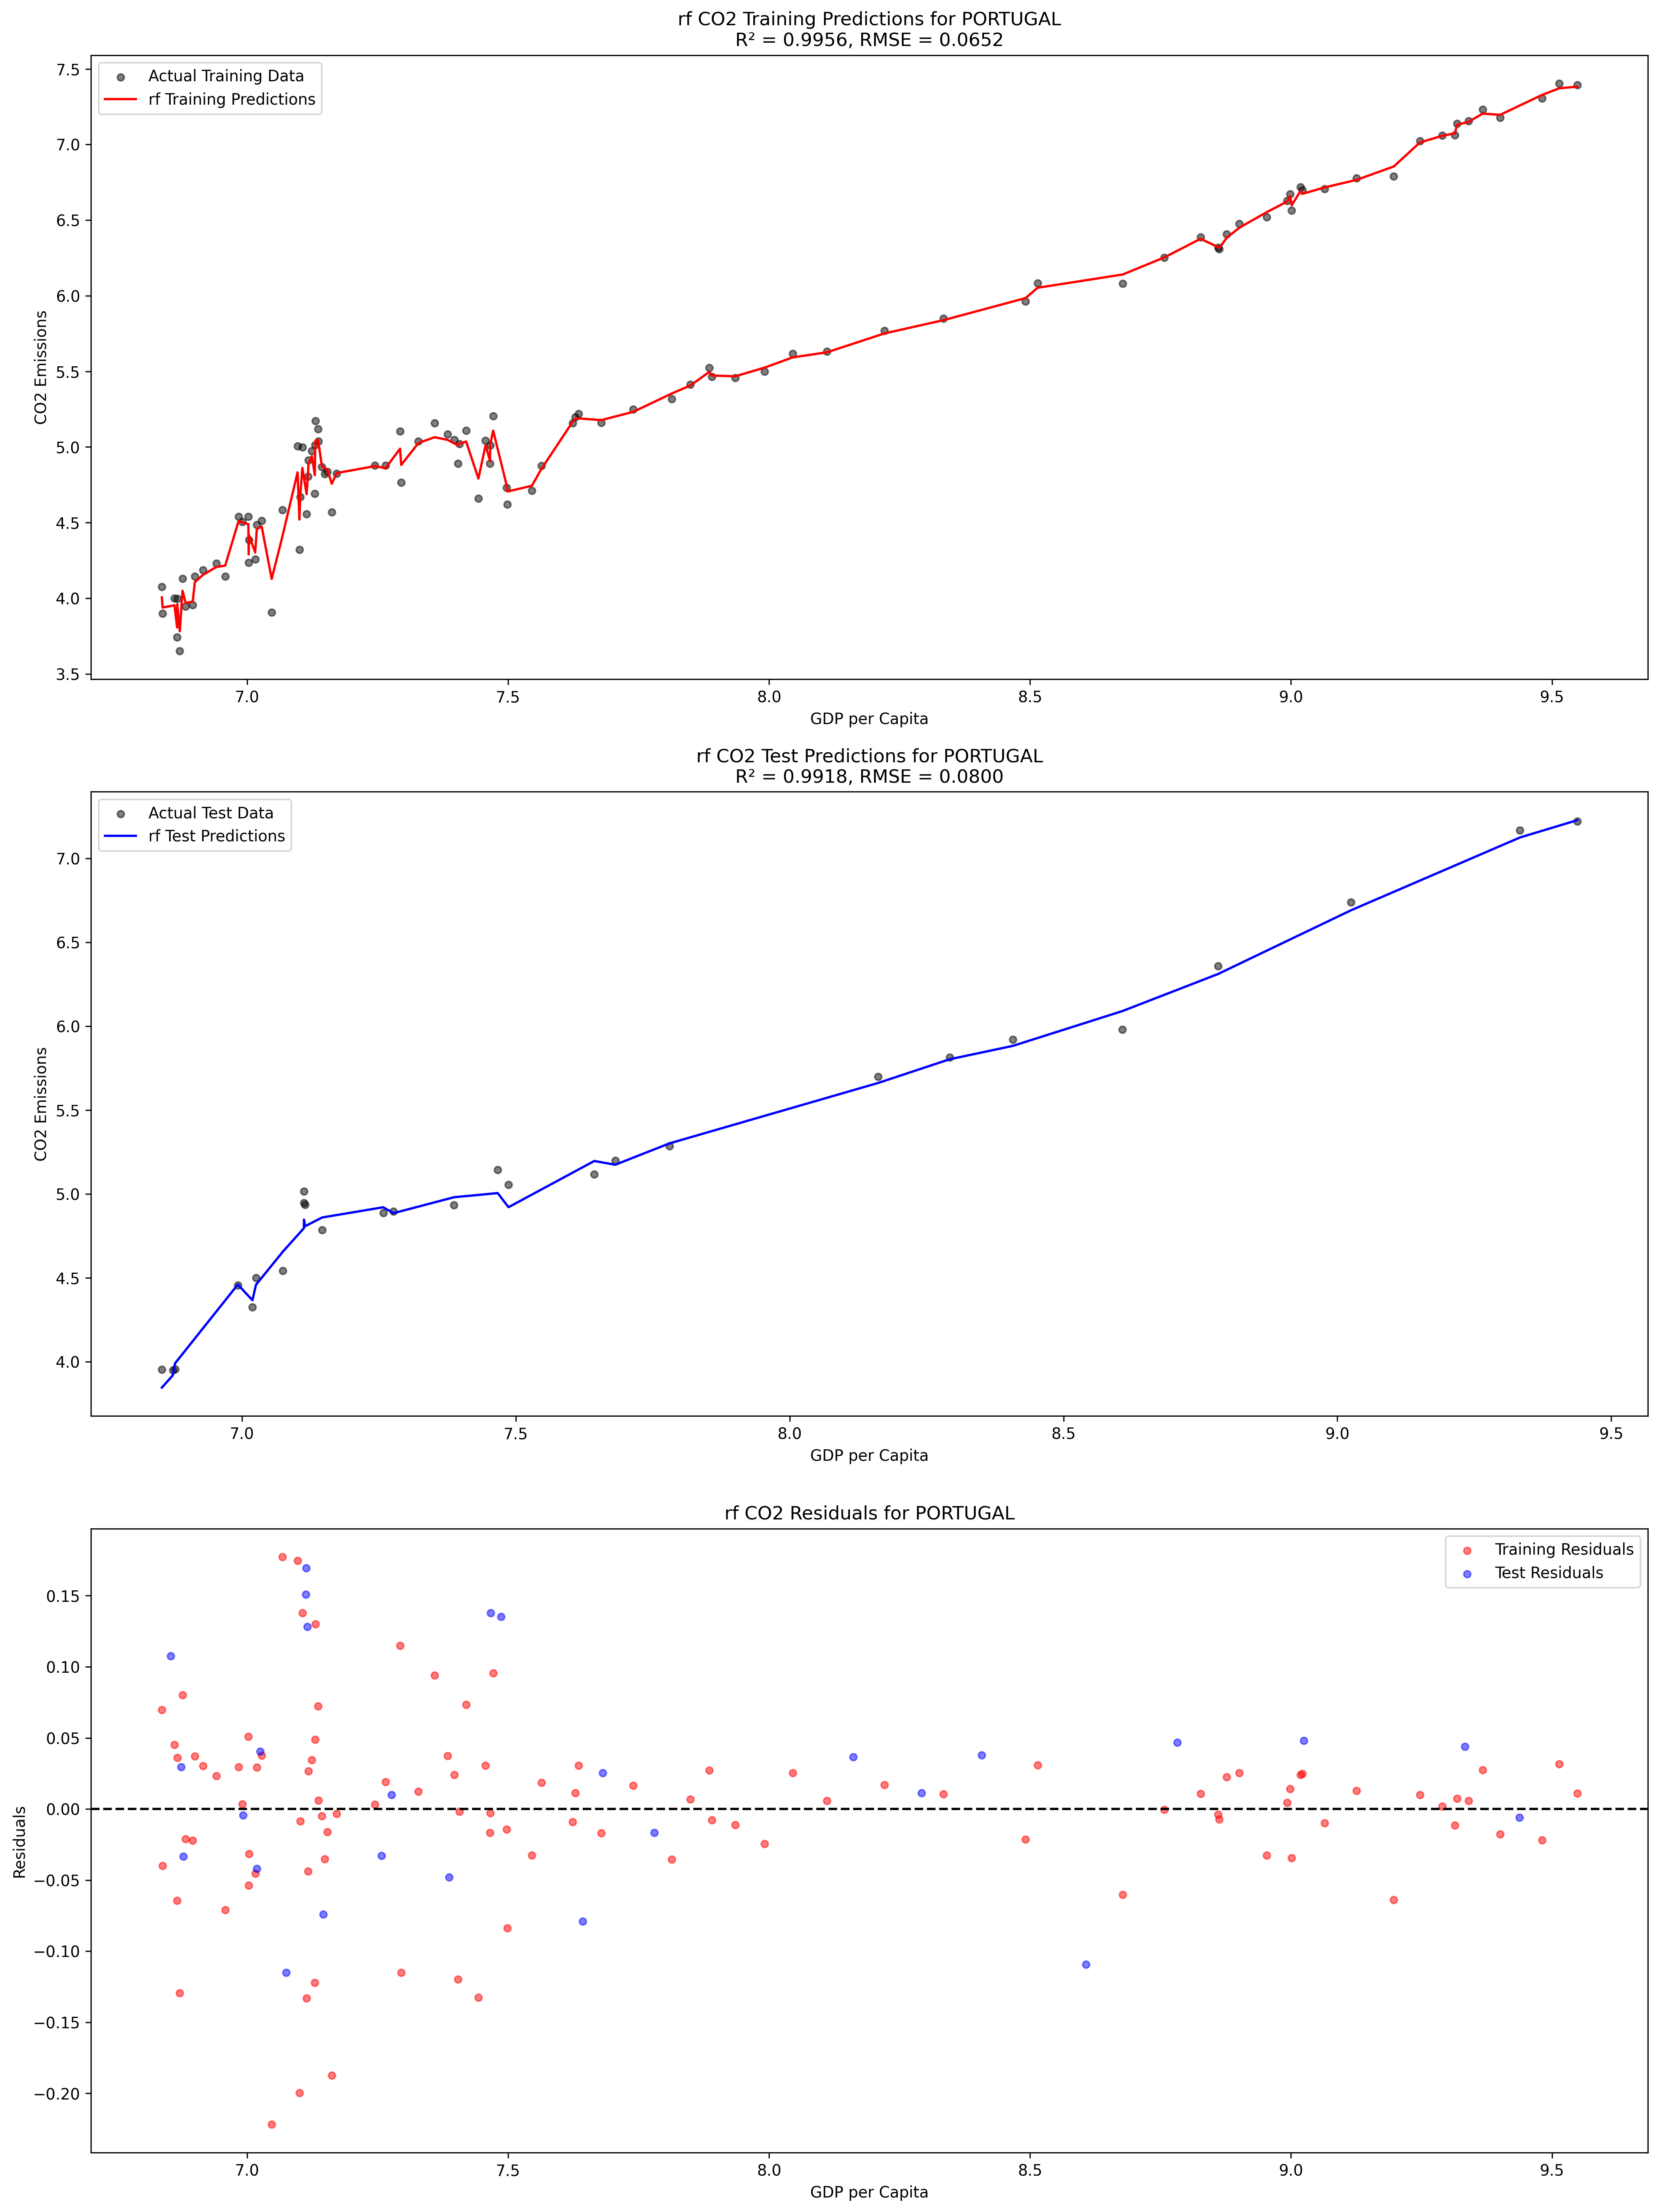 rf CO2 Training Predictions for PORTUGAL
R² = 0.9956, RMSE = 0.0652
Actual Training Data
rf Training Predictions
CO2 Emissions
7.5
7.0
6.5
6.0
5.5
5.0
4.5
4.0
3.5
7.0 7.5 8.0 8.5 9.0 9.5
GDP per Capita
rf CO2 Test Predictions for PORTUGAL
R² = 0.9918, RMSE = 0.0800
Actual Test Data
rf Test Predictions
CO2 Emissions
7.0
6.5
6.0
5.5
5.0
4.5
4.0
7.0 7.5 8.0 8.5 9.0 9.5
GDP per Capita
rf CO2 Residuals for PORTUGAL
Training Residuals
Test Residuals
Residuals
0.15
0.10
0.05
0.00
−0.05
−0.10
−0.15
−0.20
7.0 7.5 8.0 8.5 9.0 9.5
GDP per Capita